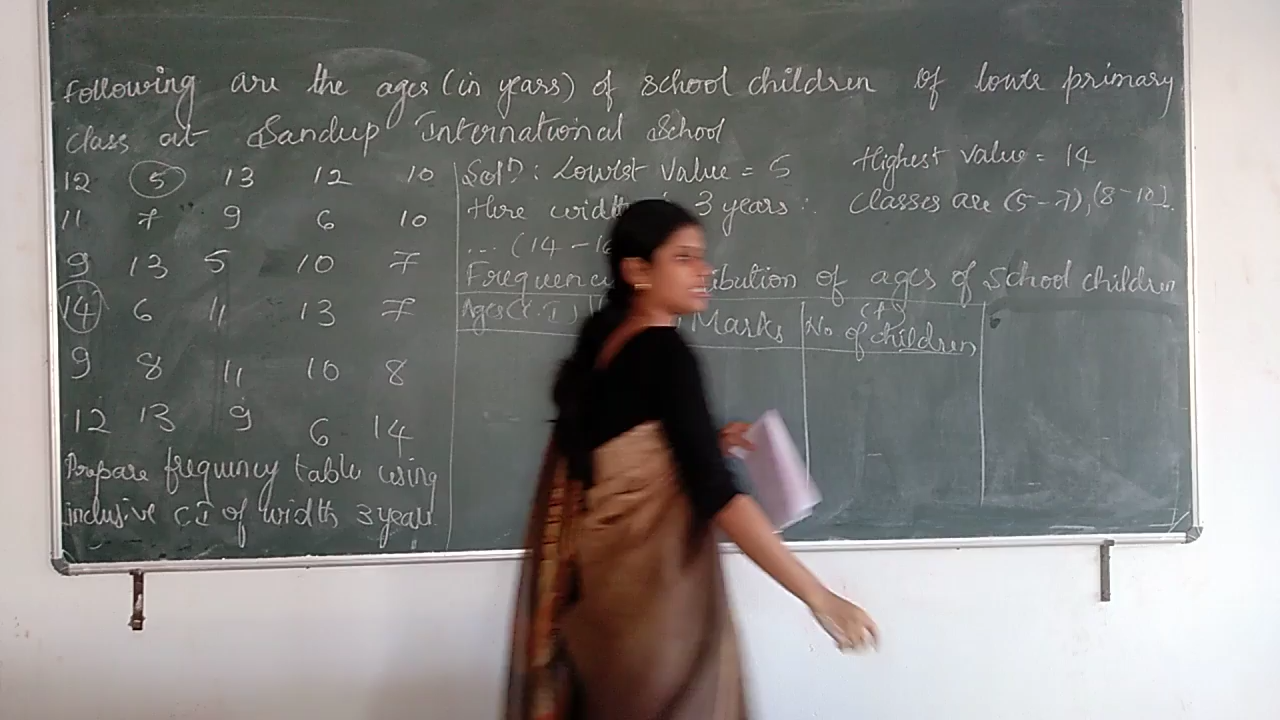 Following are the ages (in years) of school children of lowe primary
class at Sandup International School
12 5 13 12 10
11 7 9 6 10
9 13 5 10 7
14 6 11 13 7
9 8 11 10 8
12 13 9 6 14
Prepare frequency table using
inclusive CI of width 3 years
Soln: Lowest Value = 5 Highest Value = 14
Here width 3 years ∴ Classes are (5-7), (8-10)
... (14-16
Frequenc ibution of ages of School children
Ages (C.I) Marks No of children
(f)